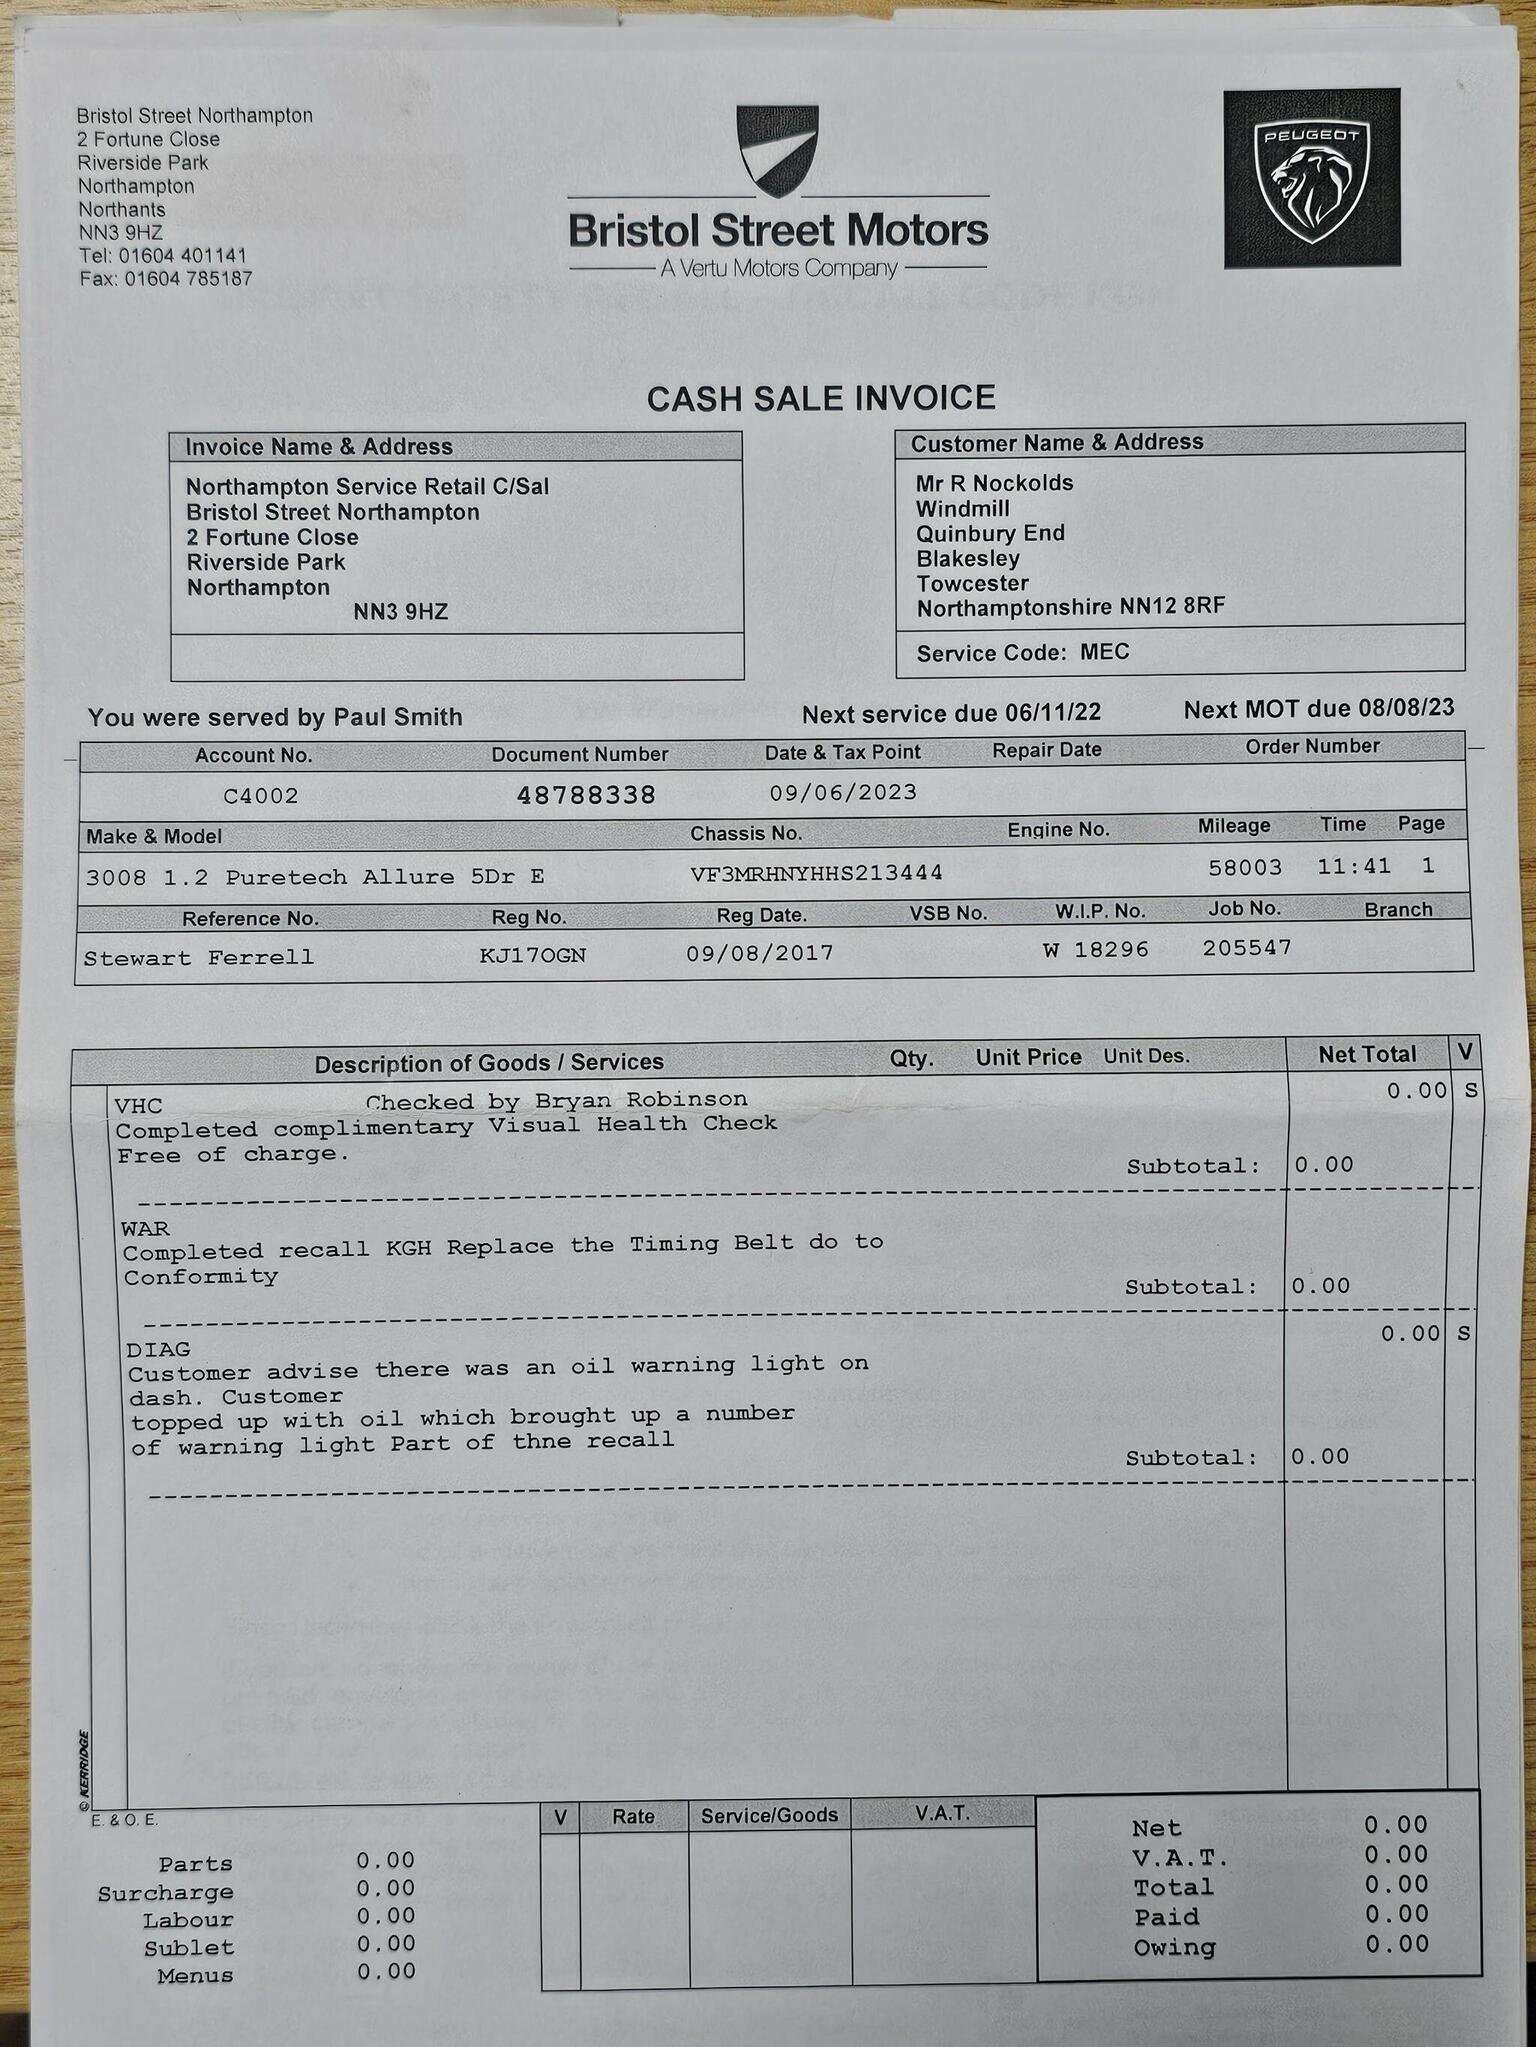 Bristol Street Northampton
2 Fortune Close
Riverside Park
Northampton
Northants
NN3 9HZ
Tel: 01604 401141
Fax: 01604 785187
Bristol Street Motors
A Vertu Motors Company
PEUGEOT
CASH SALE INVOICE
Invoice Name & Address
Northampton Service Retail C/Sal
Bristol Street Northampton
2 Fortune Close
Riverside Park
Northampton
NN3 9HZ
Customer Name & Address
Mr R Nockolds
Windmill
Quinbury End
Blakesley
Towcester
Northamptonshire NN12 8RF
Service Code: MEC
You were served by Paul Smith Next service due 06/11/22 Next MOT due 08/08/23
Account No. Document Number Date & Tax Point Repair Date Order Number
C4002 48788338 09/06/2023
Make & Model Chassis No. Engine No. Mileage Time Page
3008 1.2 Puretech Allure 5Dr E VF3MRHNYHHS213444 58003 11:41 1
Reference No. Reg No. Reg Date. VSB No. W.I.P. No. Job No. Branch
Stewart Ferrell KJ17OGN 09/08/2017 W 18296 205547
Description of Goods / Services Qty. Unit Price Unit Des. Net Total V
VHC Checked by Bryan Robinson 0.00 S
Completed complimentary Visual Health Check
Free of charge.
Subtotal: 0.00
WAR
Completed recall KGH Replace the Timing Belt do to
Conformity
Subtotal: 0.00
DIAG 0.00 S
Customer advise there was an oil warning light on
dash. Customer
topped up with oil which brought up a number
of warning light Part of thne recall
Subtotal: 0.00
© KERRIDGE
E. & O. E.
Parts 0.00
Surcharge 0.00
Labour 0.00
Sublet 0.00
Menus 0.00
V Rate Service/Goods V.A.T.
Net 0.00
V.A.T. 0.00
Total 0.00
Paid 0.00
Owing 0.00